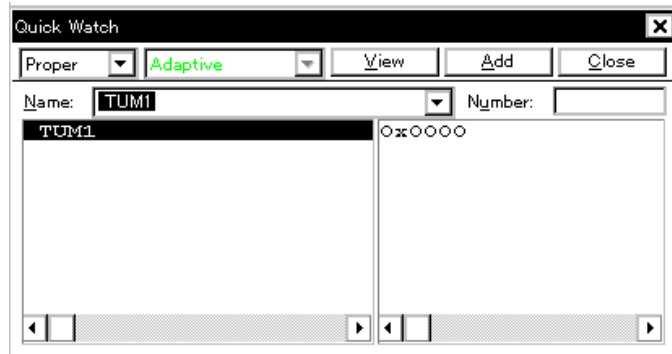 Quick Watch
Proper Adaptive View Add Close
Name: TUM1 Number:
TUM1 0x0000